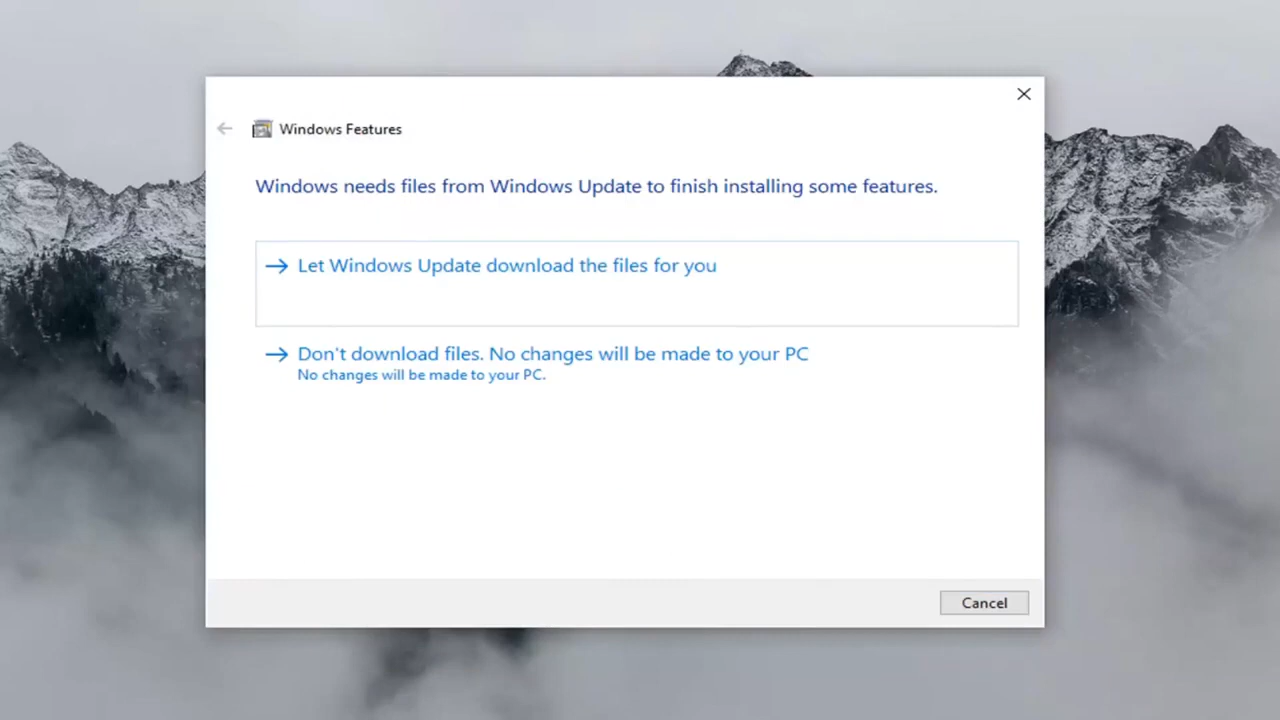 Windows Features
Windows needs files from Windows Update to finish installing some features.
Let Windows Update download the files for you
Don't download files. No changes will be made to your PC
No changes will be made to your PC.
Cancel